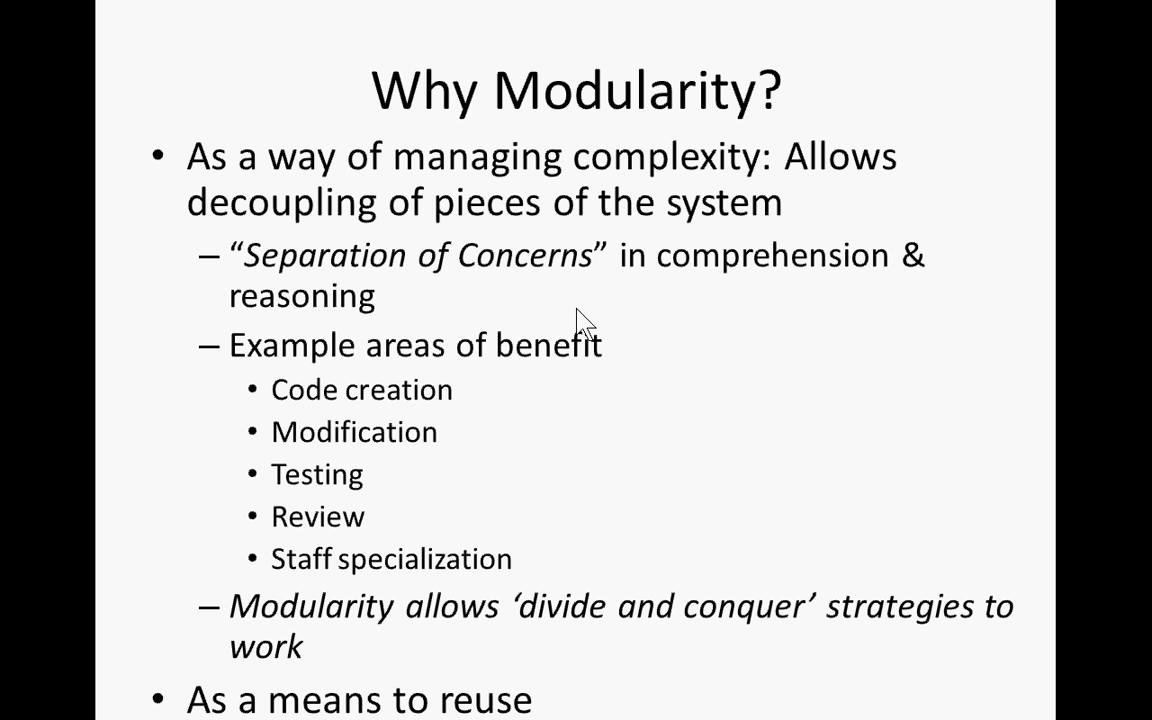 Why Modularity?
• As a way of managing complexity: Allows
decoupling of pieces of the system
– “Separation of Concerns” in comprehension &
reasoning
– Example areas of benefit
• Code creation
• Modification
• Testing
• Review
• Staff specialization
– Modularity allows ‘divide and conquer’ strategies to
work
• As a means to reuse